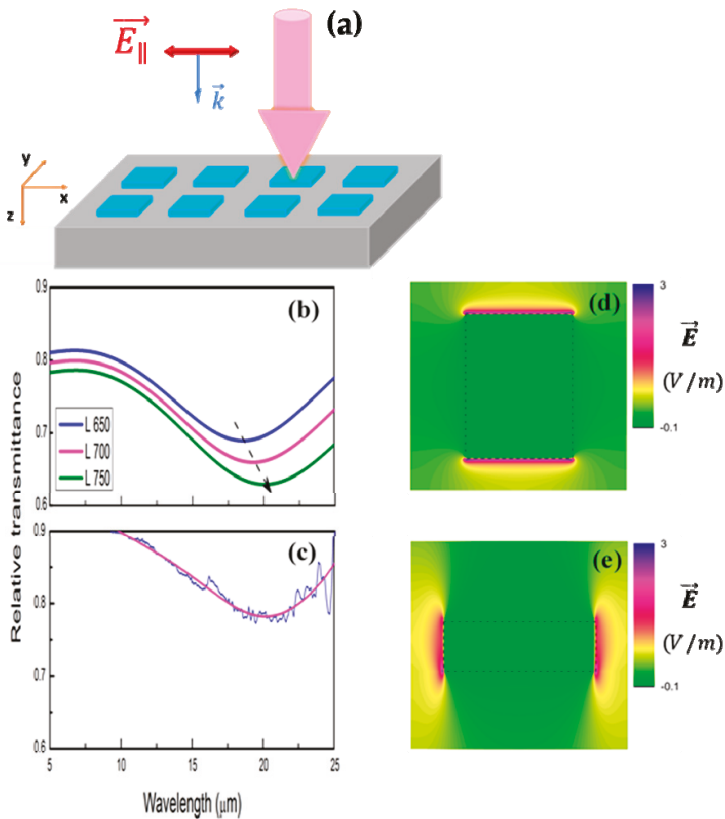 (a)
E∥
k
y
x
z
Relative transmittance
0.9
0.8
0.7
0.6
(b)
L 650
L 700
L 750
0.9
0.8
0.7
0.6
(c)
5 10 15 20 25
Wavelength (μm)
(d)
3
E
(V/m)
-0.1
(e)
3
E
(V/m)
-0.1